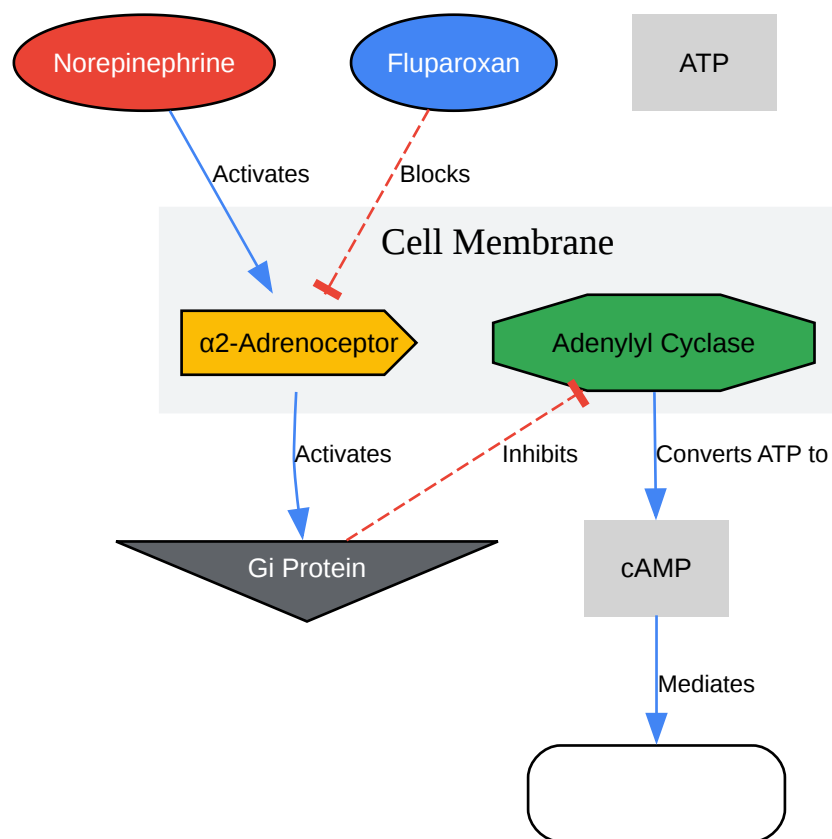 Norepinephrine
Fluparoxan
ATP
Activates
Blocks
Cell Membrane
α2-Adrenoceptor
Adenylyl Cyclase
Activates
Inhibits
Converts ATP to
Gi Protein
cAMP
Mediates